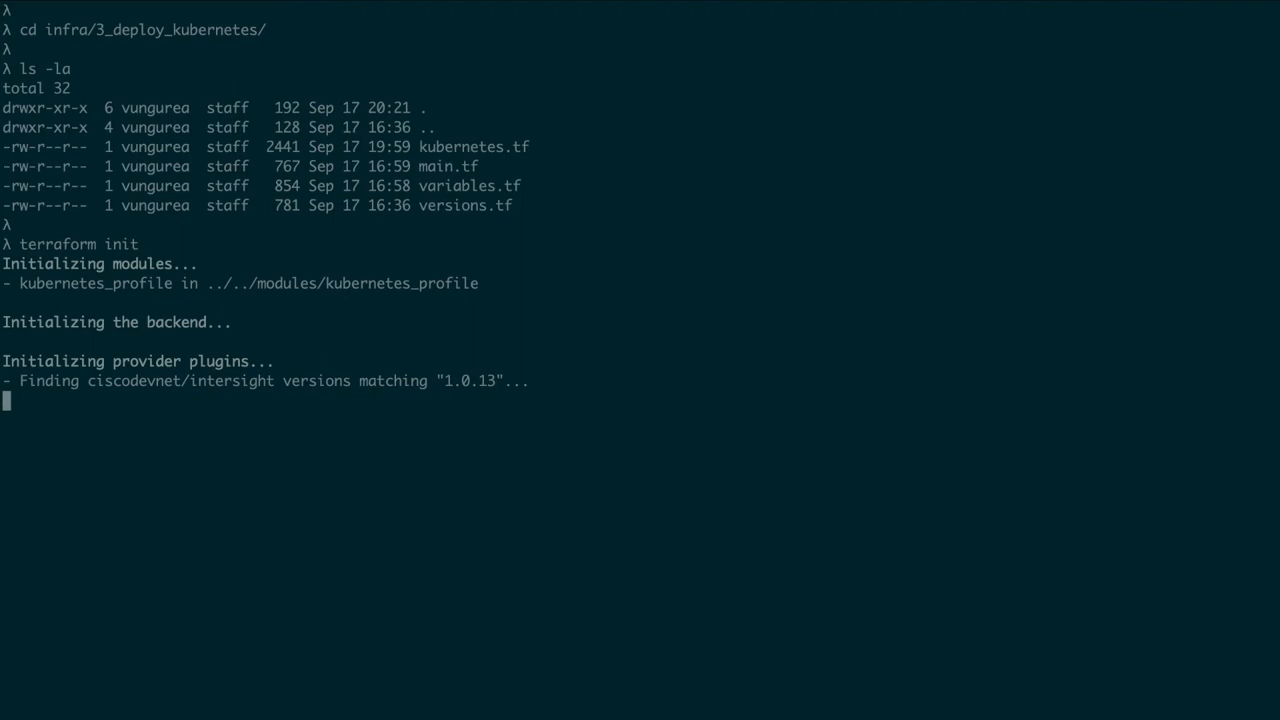 λ
λ cd infra/3_deploy_kubernetes/
λ
λ ls -la
total 32
drwxr-xr-x  6 vungurea  staff   192 Sep 17 20:21 .
drwxr-xr-x  4 vungurea  staff   128 Sep 17 16:36 ..
-rw-r--r--  1 vungurea  staff  2441 Sep 17 19:59 kubernetes.tf
-rw-r--r--  1 vungurea  staff   767 Sep 17 16:59 main.tf
-rw-r--r--  1 vungurea  staff   854 Sep 17 16:58 variables.tf
-rw-r--r--  1 vungurea  staff   781 Sep 17 16:36 versions.tf
λ
λ terraform init
Initializing modules...
- kubernetes_profile in ../../modules/kubernetes_profile
Initializing the backend...
Initializing provider plugins...
- Finding ciscodevnet/intersight versions matching "1.0.13"...